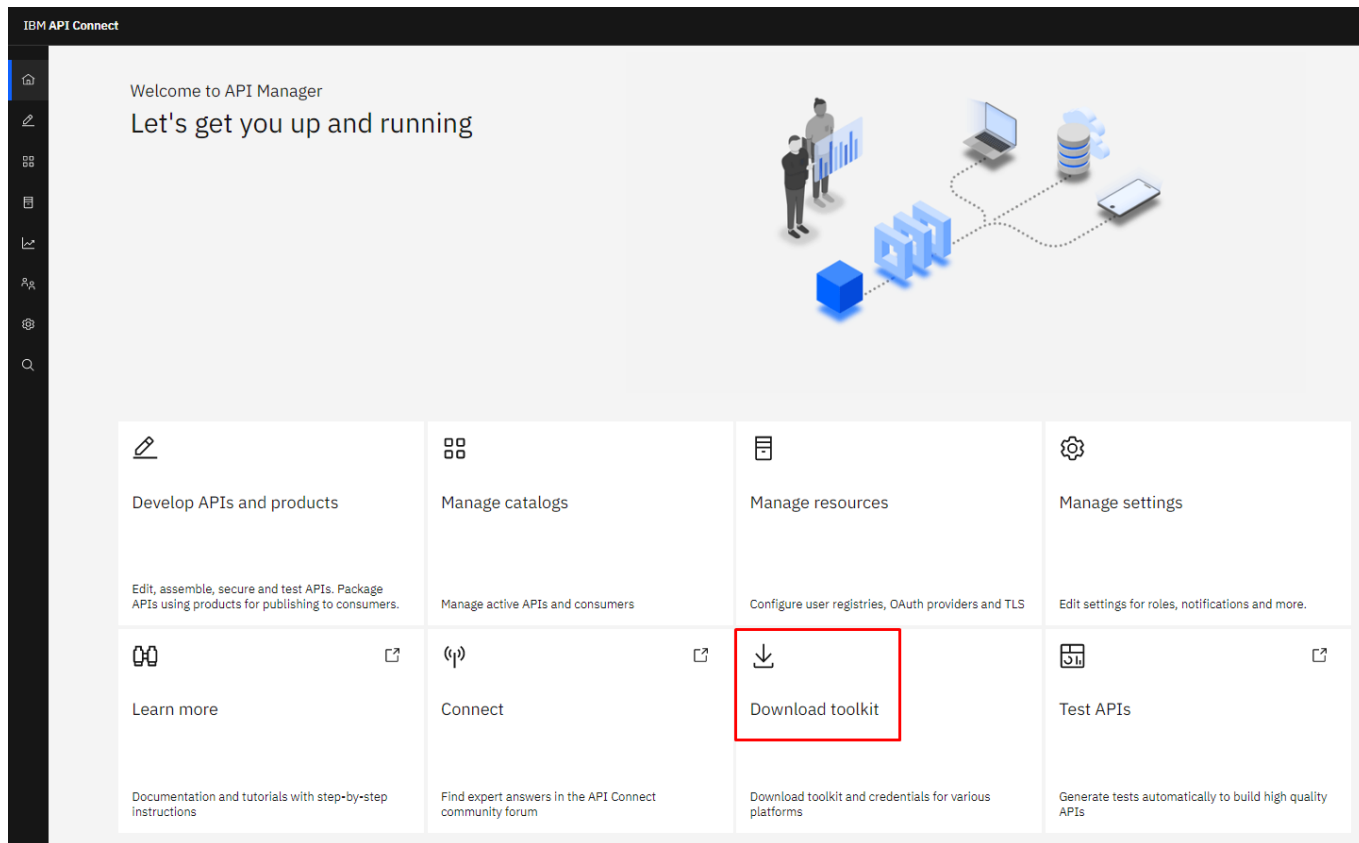 IBM API Connect
Welcome to API Manager
Let's get you up and running
Develop APIs and products
Edit, assemble, secure and test APIs. Package
APIs using products for publishing to consumers.
Manage catalogs
Manage active APIs and consumers
Manage resources
Configure user registries, OAuth providers and TLS
Manage settings
Edit settings for roles, notifications and more.
Learn more
Documentation and tutorials with step-by-step
instructions
Connect
Find expert answers in the API Connect
community forum
Download toolkit
Download toolkit and credentials for various
platforms
Test APIs
Generate tests automatically to build high quality
APIs